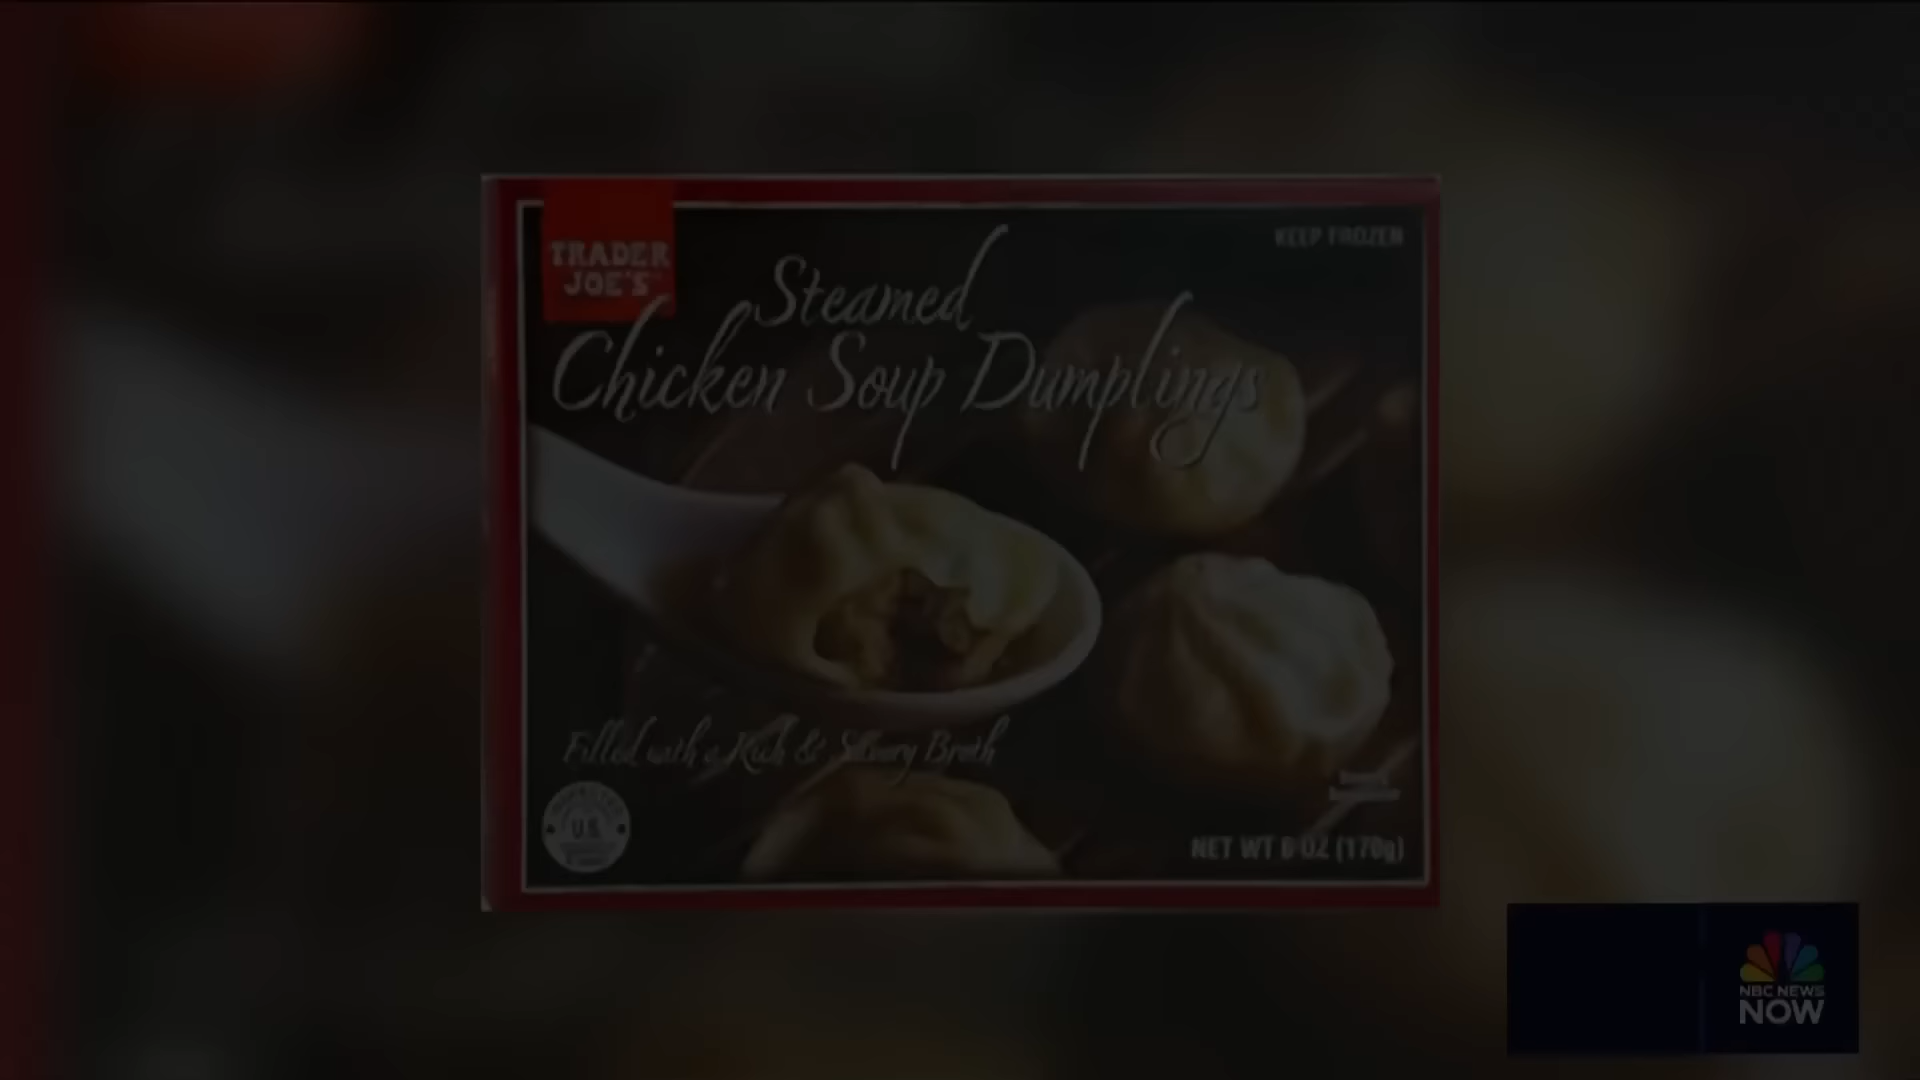 TRADER
JOE'S
KEEP FROZEN
Steamed
Chicken Soup Dumplings
Filled with a Rich & Savory Broth
U.S.
NET WT 6 OZ (170g)
NBC NEWS
NOW